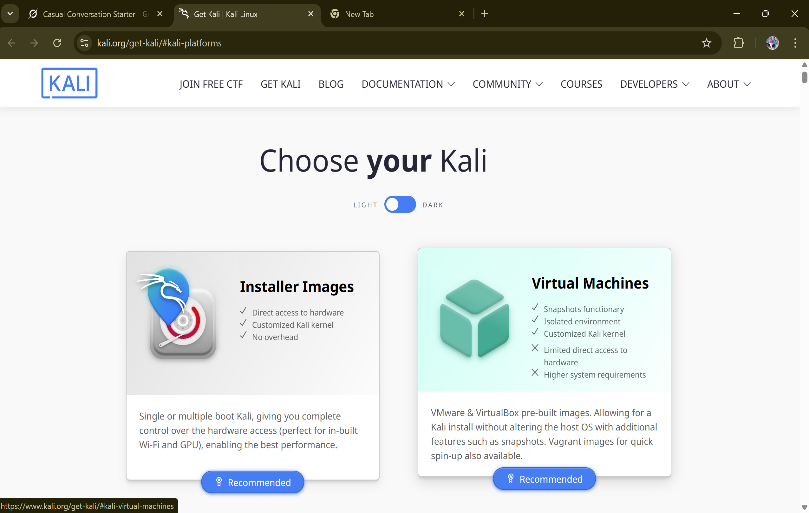 Casual Conversation Starter - G
Get Kali | Kali Linux
New Tab
kali.org/get-kali/#kali-platforms
KALI
JOIN FREE CTF
GET KALI
BLOG
DOCUMENTATION
COMMUNITY
COURSES
DEVELOPERS
ABOUT
Choose your Kali
LIGHT
DARK
Installer Images
Direct access to hardware
Customized Kali kernel
No overhead
Single or multiple boot Kali, giving you complete
control over the hardware access (perfect for in-built
Wi-Fi and GPU), enabling the best performance.
Recommended
Virtual Machines
Snapshots functionary
Isolated environment
Customized Kali kernel
Limited direct access to
hardware
Higher system requirements
VMware & VirtualBox pre-built images. Allowing for a
Kali install without altering the host OS with additional
features such as snapshots. Vagrant images for quick
spin-up also available.
Recommended
https://www.kali.org/get-kali/#kali-virtual-machines